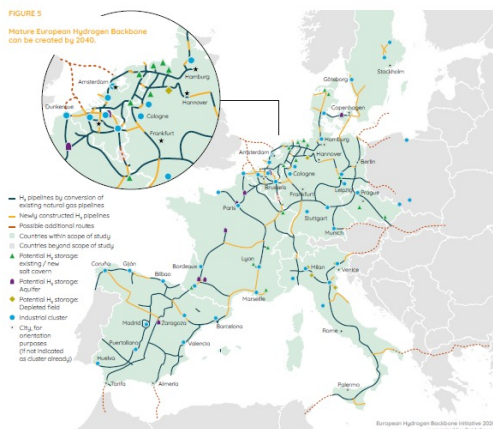 FIGURE 5
Mature European Hydrogen Backbone
can be created by 2040.
Amsterdam
Hamburg
Hannover
Dunkerque
Cologne
Frankfurt
Stockholm
Göteborg
Copenhagen
Hamburg
Hannover
Berlin
Amsterdam
Cologne
Brussels
Leipzig
Frankfurt
Prague
Paris
Stuttgart
Munich
H₂ pipelines by conversion of
existing natural gas pipelines
Newly constructed H₂ pipelines
Possible additional routes
Countries within scope of study
Countries beyond scope of study
Potential H₂ storage:
existing / new
salt cavern
Potential H₂ storage:
Aquifer
Potential H₂ storage:
Depleted field
Industrial cluster
City, for
orientation
purposes
(if not indicated
as cluster already)
Lyon
Milan
Venice
Coruña
Gijón
Bilbao
Bordeaux
Marseille
Madrid
Zaragoza
Barcelona
Puertollano
Valencia
Huelva
Rome
Tarifa
Almería
Palermo
European Hydrogen Backbone Initiative